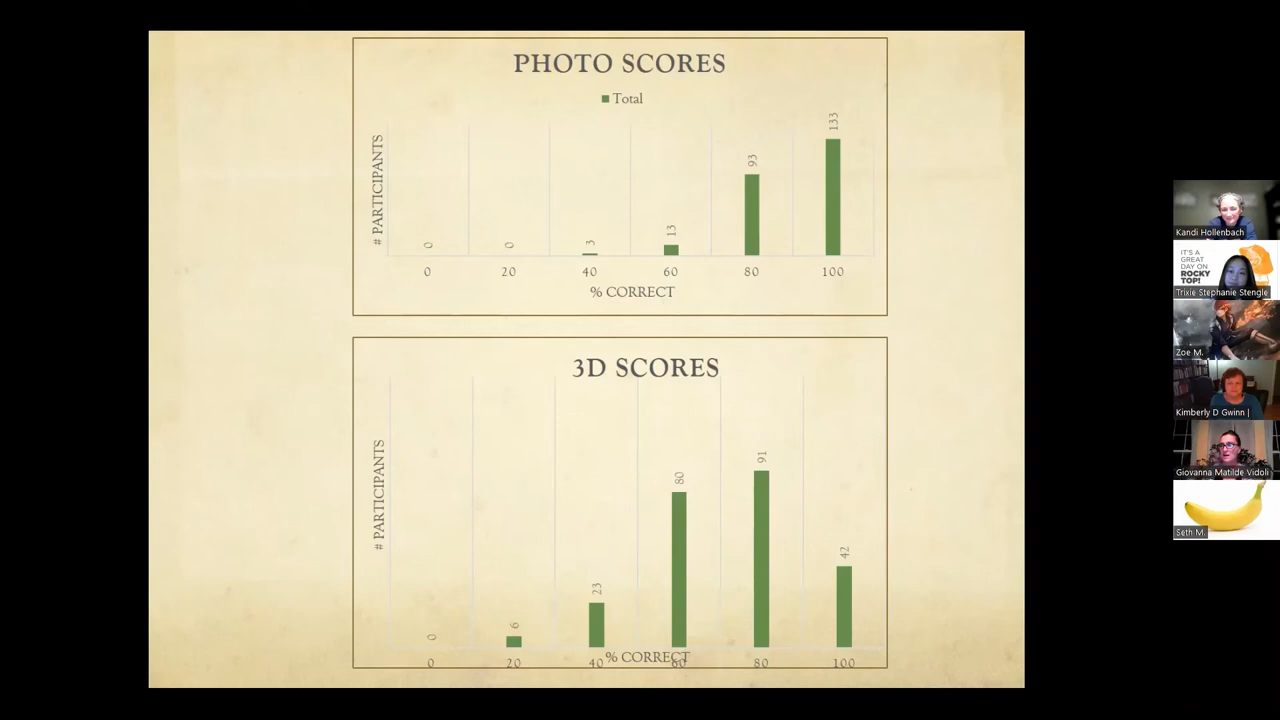 PHOTO SCORES
Total
# PARTICIPANTS
0
0
3
13
93
133
0 20 40 60 80 100
% CORRECT
3D SCORES
# PARTICIPANTS
0
6
23
80
91
42
% CORRECT
0 20 40 60 80 100
Kandi Hollenbach
IT'S A
GREAT
DAY ON
ROCKY
TOP!
Trixie Stephanie Stengle
Zoe M.
Kimberly D Gwinn |
Giovanna Matilde Vidoli
Seth M.